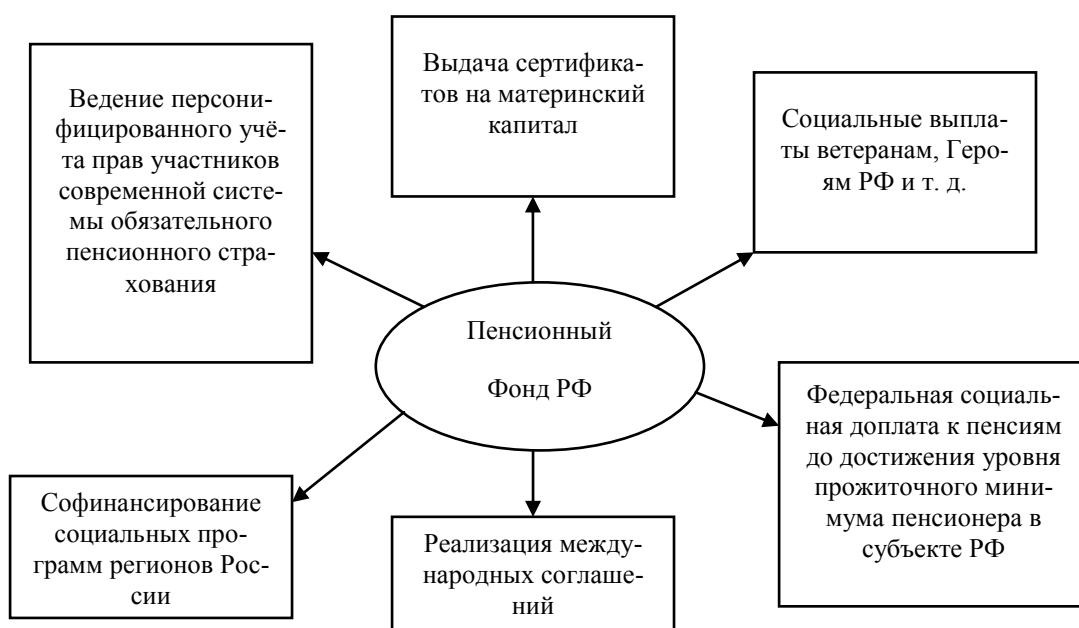 Ведение персони-
фицированного учё-
та прав участников
современной систе-
мы обязательного
пенсионного стра-
хования
Выдача сертифика-
тов на материнский
капитал
Социальные выпла-
ты ветеранам, Геро-
ям РФ и т. д.
Пенсионный
Фонд РФ
Федеральная социаль-
ная доплата к пенсиям
до достижения уровня
прожиточного мини-
мума пенсионера в
субъекте РФ
Софинансирование
социальных про-
грамм регионов Рос-
сии
Реализация между-
народных соглаше-
ний